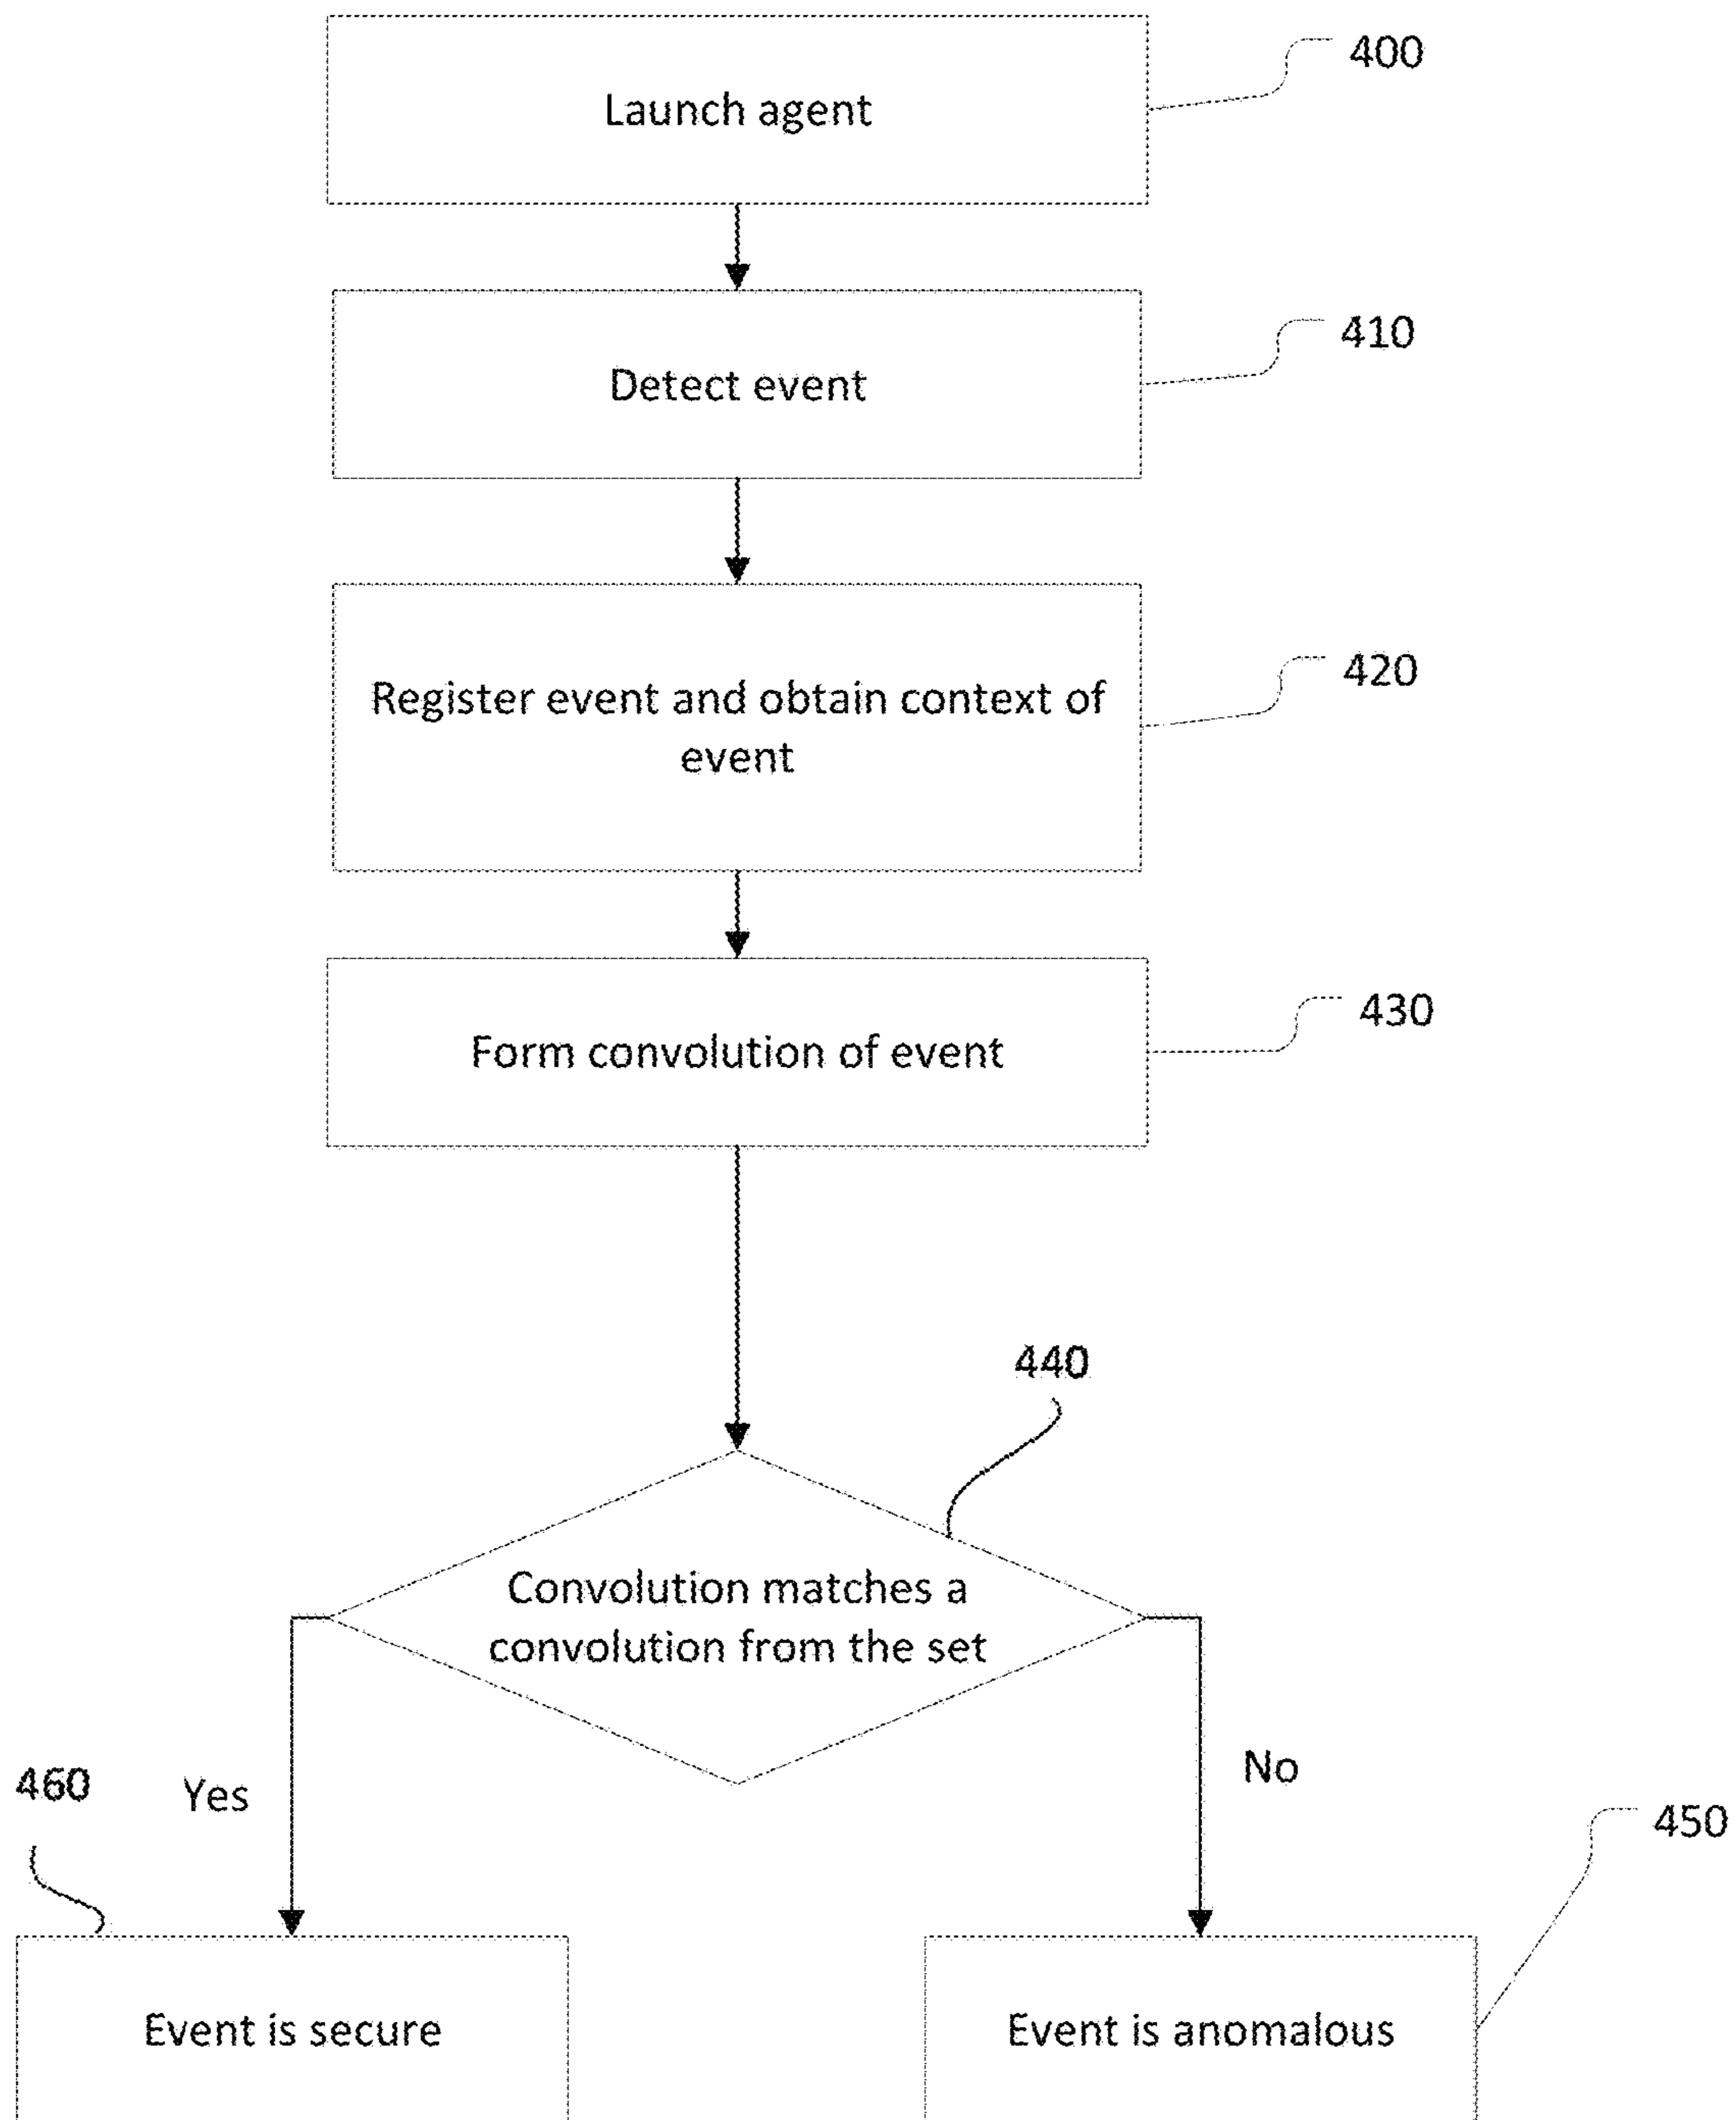 400
Launch agent
410
Detect event
420
Register event and obtain context of
event
430
Form convolution of event
440
Convolution matches a
convolution from the set
460
Yes
No
450
Event is secure
Event is anomalous